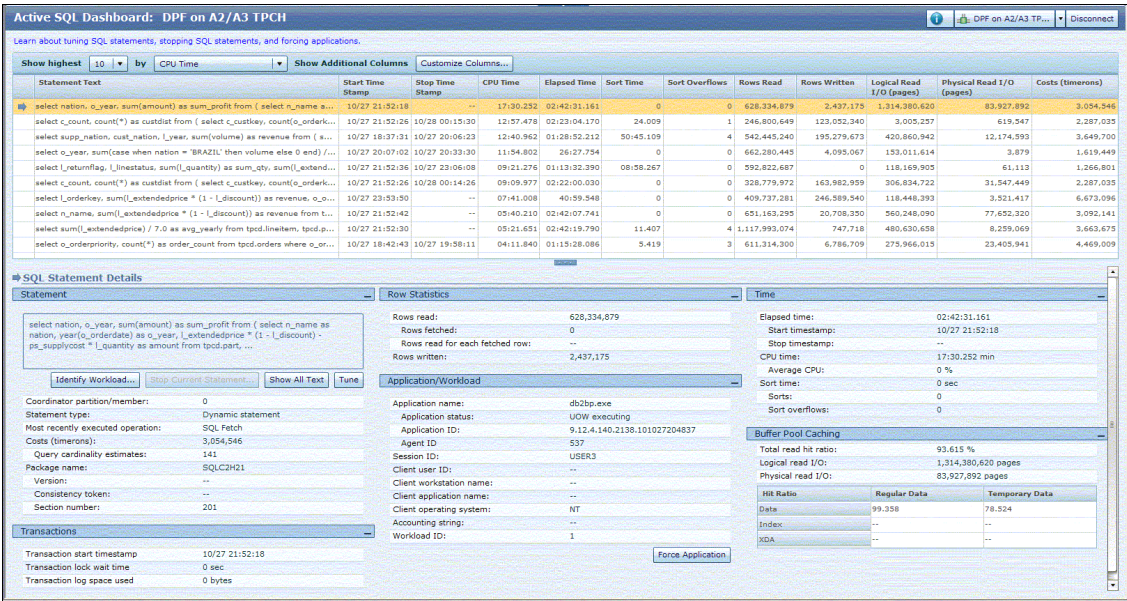 Active SQL Dashboard: DPF on A2/A3 TPCH
DPF on A2/A3 TP... Disconnect
Learn about tuning SQL statements, stopping SQL statements, and forcing applications.
Show highest 10 by CPU Time Show Additional Columns Customize Columns...
Statement Text Start Time Stamp Stop Time Stamp CPU Time Elapsed Time Sort Time Sort Overflows Rows Read Rows Written Logical Read I/O (pages) Physical Read I/O (pages) Costs (timerons)
select nation, o_year, sum(amount) as sum_profit from ( select n_name a... 10/27 21:52:18 -- 17:30.252 02:42:31.161 0 0 628,334,879 2,437,175 1,314,380,620 83,927,892 3,054,546
select c_count, count(*) as custdist from ( select c_custkey, count(o_orderk... 10/27 21:52:26 10/28 00:15:30 12:57.478 02:23:04.170 24.009 1 246,800,649 123,052,340 3,005,257 619,547 2,287,035
select supp_nation, cust_nation, l_year, sum(volume) as revenue from ( s... 10/27 18:37:31 10/27 20:06:23 12:40.962 01:28:52.212 50:45.109 4 542,445,240 195,279,673 420,860,942 12,174,593 3,649,700
select o_year, sum(case when nation = 'BRAZIL' then volume else 0 end) /... 10/27 20:07:02 10/27 20:33:30 11:54.802 26:27.754 0 0 662,280,445 4,095,067 153,011,614 3,879 1,619,449
select l_returnflag, l_linestatus, sum(l_quantity) as sum_qty, sum(l_extend... 10/27 21:52:36 10/27 23:06:08 09:21.276 01:13:32.390 08:58.267 0 592,822,687 0 118,169,905 61,113 1,266,801
select c_count, count(*) as custdist from ( select c_custkey, count(o_orderk... 10/27 21:52:26 10/28 00:14:26 09:09.977 02:22:00.030 0 0 328,779,972 163,982,959 306,834,722 31,547,449 2,287,035
select l_orderkey, sum(l_extendedprice * (1 - l_discount)) as revenue, o_o... 10/27 23:53:50 -- 07:41.008 40:59.548 0 0 409,737,281 246,589,540 118,448,393 3,521,417 6,673,096
select n_name, sum(l_extendedprice * (1 - l_discount)) as revenue from t... 10/27 21:52:42 -- 05:40.210 02:42:07.741 0 0 651,163,295 20,708,350 560,248,090 77,652,320 3,092,141
select sum(l_extendedprice) / 7.0 as avg_yearly from tpcd.lineitem, tpcd.p... 10/27 21:52:30 -- 05:21.651 02:42:19.790 11.407 4 1,117,993,074 747,718 480,630,658 8,259,069 3,663,675
select o_orderpriority, count(*) as order_count from tpcd.orders where o_or... 10/27 18:42:43 10/27 19:58:11 04:11.840 01:15:28.086 5.419 3 611,314,300 6,786,709 275,966,015 23,405,941 4,469,009
SQL Statement Details
Statement
select nation, o_year, sum(amount) as sum_profit from ( select n_name as
nation, year(o_orderdate) as o_year, l_extendedprice * (1 - l_discount) -
ps_supplycost * l_quantity as amount from tpcd.part, ...
Identify Workload... Stop Current Statement... Show All Text Tune
Coordinator partition/member: 0
Statement type: Dynamic statement
Most recently executed operation: SQL Fetch
Costs (timerons): 3,054,546
Query cardinality estimates: 141
Package name: SQLC2H21
Version: --
Consistency token: --
Section number: 201
Transactions
Transaction start timestamp 10/27 21:52:18
Transaction lock wait time 0 sec
Transaction log space used 0 bytes
Row Statistics
Rows read: 628,334,879
Rows fetched: 0
Rows read for each fetched row: --
Rows written: 2,437,175
Application/Workload
Application name: db2bp.exe
Application status: UOW executing
Application ID: 9.12.4.140.2138.101027204837
Agent ID 537
Session ID: USER3
Client user ID: --
Client workstation name: --
Client application name: --
Client operating system: NT
Accounting string: --
Workload ID: 1
Force Application
Time
Elapsed time: 02:42:31.161
Start timestamp: 10/27 21:52:18
Stop timestamp: --
CPU time: 17:30.252 min
Average CPU: 0 %
Sort time: 0 sec
Sorts: 0
Sort overflows: 0
Buffer Pool Caching
Total read hit ratio: 93.615 %
Logical read I/O: 1,314,380,620 pages
Physical read I/O: 83,927,892 pages
Hit Ratio Regular Data Temporary Data
Data 99.358 78.524
Index -- --
XDA -- --